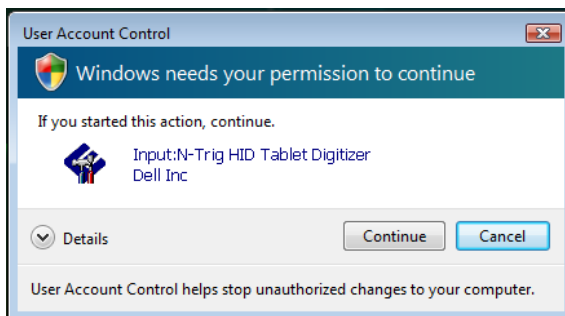 User Account Control
Windows needs your permission to continue
If you started this action, continue.
Input:N-Trig HID Tablet Digitizer
Dell Inc
Details
Continue
Cancel
User Account Control helps stop unauthorized changes to your computer.